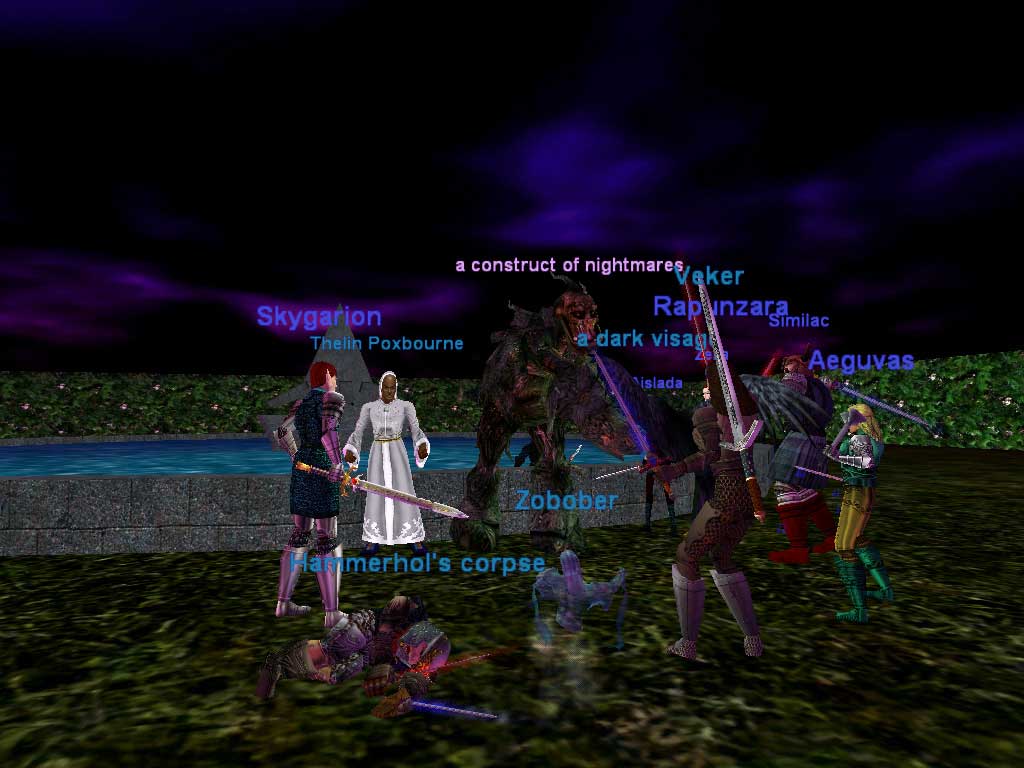 a construct of nightmares
Veker
Rapunzara
Skygarion
Similac
Thelin Poxbourne
a dark visage
Aeguvas
Zobober
Hammerhol's corpse